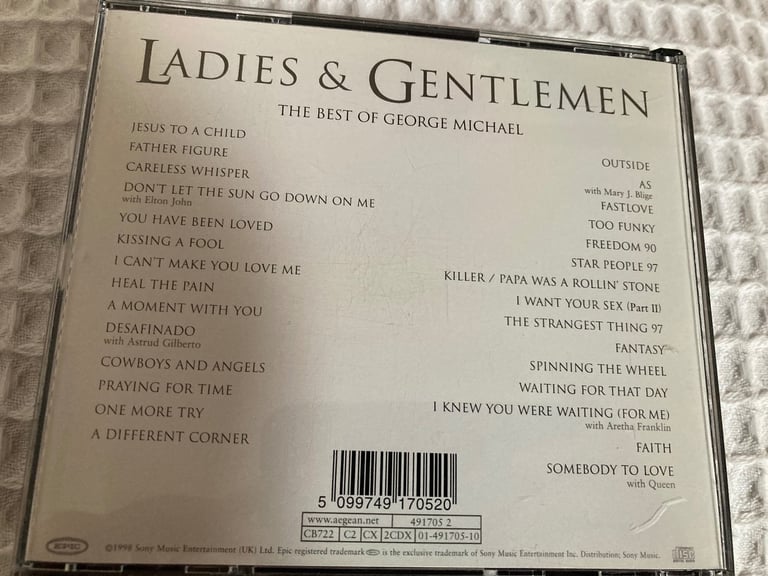 LADIES & GENTLEMEN
THE BEST OF GEORGE MICHAEL
JESUS TO A CHILD
FATHER FIGURE
CARELESS WHISPER
DON'T LET THE SUN GO DOWN ON ME
with Elton John
YOU HAVE BEEN LOVED
KISSING A FOOL
I CAN'T MAKE YOU LOVE ME
HEAL THE PAIN
A MOMENT WITH YOU
DESAFINADO
with Astrud Gilberto
COWBOYS AND ANGELS
PRAYING FOR TIME
ONE MORE TRY
A DIFFERENT CORNER
OUTSIDE
AS
with Mary J. Blige
FASTLOVE
TOO FUNKY
FREEDOM 90
STAR PEOPLE 97
KILLER / PAPA WAS A ROLLIN' STONE
I WANT YOUR SEX (Part II)
THE STRANGEST THING 97
FANTASY
SPINNING THE WHEEL
WAITING FOR THAT DAY
I KNEW YOU WERE WAITING (FOR ME)
with Aretha Franklin
FAITH
SOMEBODY TO LOVE
with Queen
5 099749 170520
www.aegean.net 491705 2
CB722 C2 CX 2CDX 01-491705-10
EPIC ©1998 Sony Music Entertainment (UK) Ltd. Epic registered trademark EPIC is the exclusive trademark of Sony Music Entertainment Inc. Distribution; Sony Music. disc